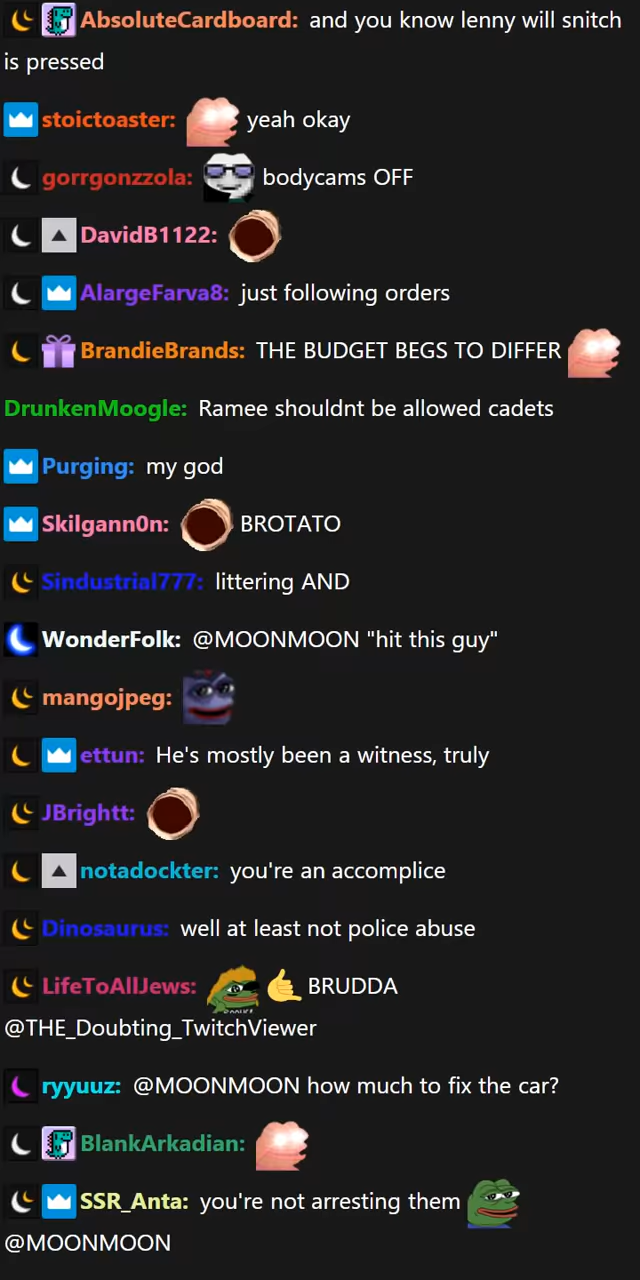 AbsoluteCardboard: and you know lenny will snitch
is pressed
stoictoaster: yeah okay
gorrgonzzola: bodycams OFF
DavidB1122:
AlargeFarva8: just following orders
BrandieBrands: THE BUDGET BEGS TO DIFFER
DrunkenMoogle: Ramee shouldnt be allowed cadets
Purging: my god
Skilgann0n: BROTATO
Sindustrial777: littering AND
WonderFolk: @MOONMOON "hit this guy"
mangojpeg:
ettun: He's mostly been a witness, truly
JBrightt:
notadockter: you're an accomplice
Dinosaurus: well at least not police abuse
LifeToAllJews: BRUDDA
@THE_Doubting_TwitchViewer
ryyuuz: @MOONMOON how much to fix the car?
BlankArkadian:
SSR_Anta: you're not arresting them
@MOONMOON